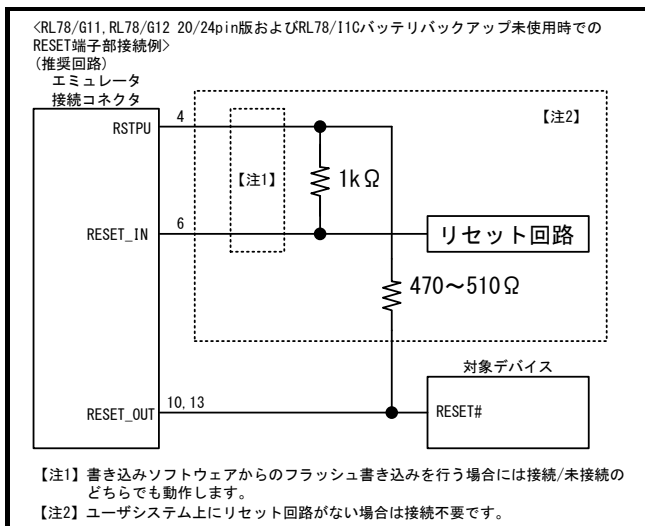 <RL78/G11,RL78/G12 20/24pin版およびRL78/I1Cバッテリバックアップ未使用時での
RESET端子部接続例>
(推奨回路)
エミュレータ
接続コネクタ
RSTPU
4
【注1】
1kΩ
【注2】
RESET_IN
6
リセット回路
470～510Ω
対象デバイス
RESET_OUT
10,13
RESET#
【注1】書き込みソフトウェアからのフラッシュ書き込みを行う場合には接続/未接続の
どちらでも動作します。
【注2】ユーザシステム上にリセット回路がない場合は接続不要です。